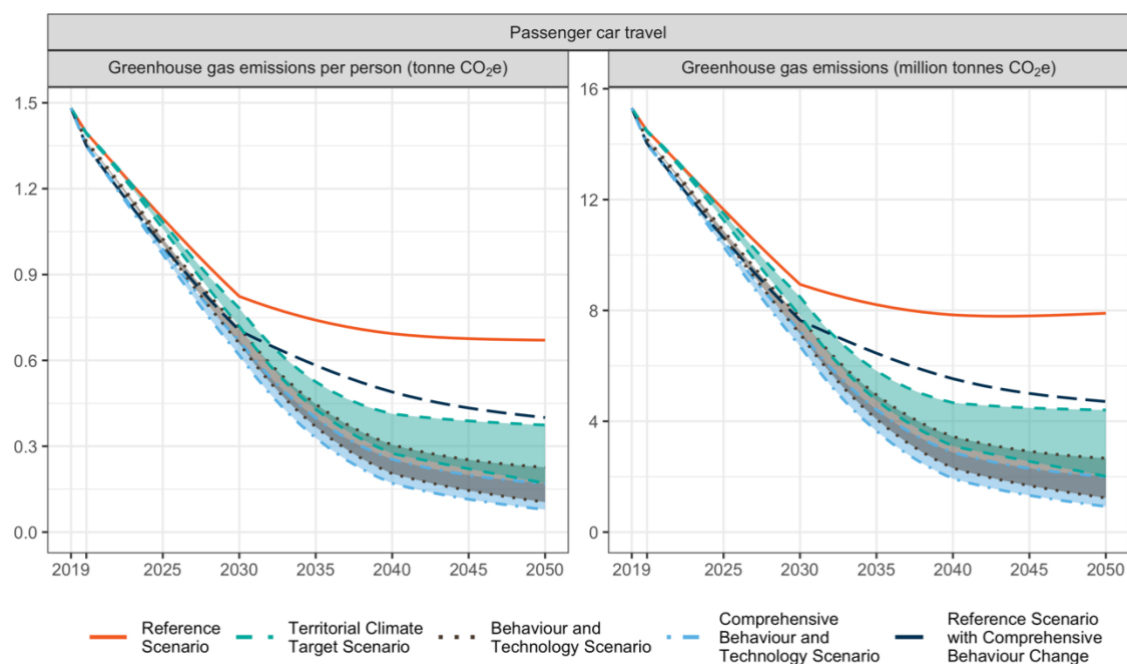 Passenger car travel
Greenhouse gas emissions per person (tonne CO₂e)
Greenhouse gas emissions (million tonnes CO₂e)
1.5
1.2
0.9
0.6
0.3
0.0
2019
2025
2030
2035
2040
2045
2050
16
12
8
4
0
2019
2025
2030
2035
2040
2045
2050
Reference
Scenario
Territorial Climate
Target Scenario
Behaviour and
Technology Scenario
Comprehensive
Behaviour and
Technology Scenario
Reference Scenario
with Comprehensive
Behaviour Change